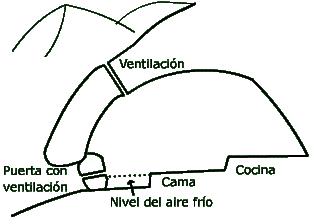 Ventilación
Puerta con
ventilación
Cama
Cocina
Nivel del aire frío